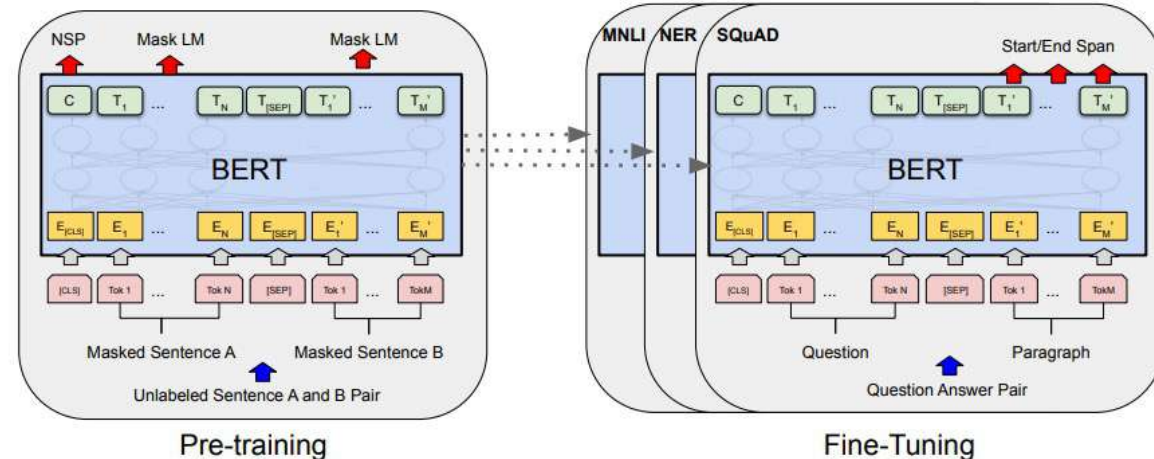 NSP Mask LM Mask LM
C T1 ... TN T[SEP] T1' ... TM'
BERT
E[CLS] E1 ... EN E[SEP] E1' ... EM'
[CLS] Tok 1 ... Tok N [SEP] Tok 1 ... TokM
Masked Sentence A Masked Sentence B
Unlabeled Sentence A and B Pair
Pre-training
MNLI NER SQuAD
Start/End Span
C T1 ... TN T[SEP] T1' ... TM'
BERT
E[CLS] E1 ... EN E[SEP] E1' ... EM'
[CLS] Tok 1 ... Tok N [SEP] Tok 1 ... TokM
Question Paragraph
Question Answer Pair
Fine-Tuning